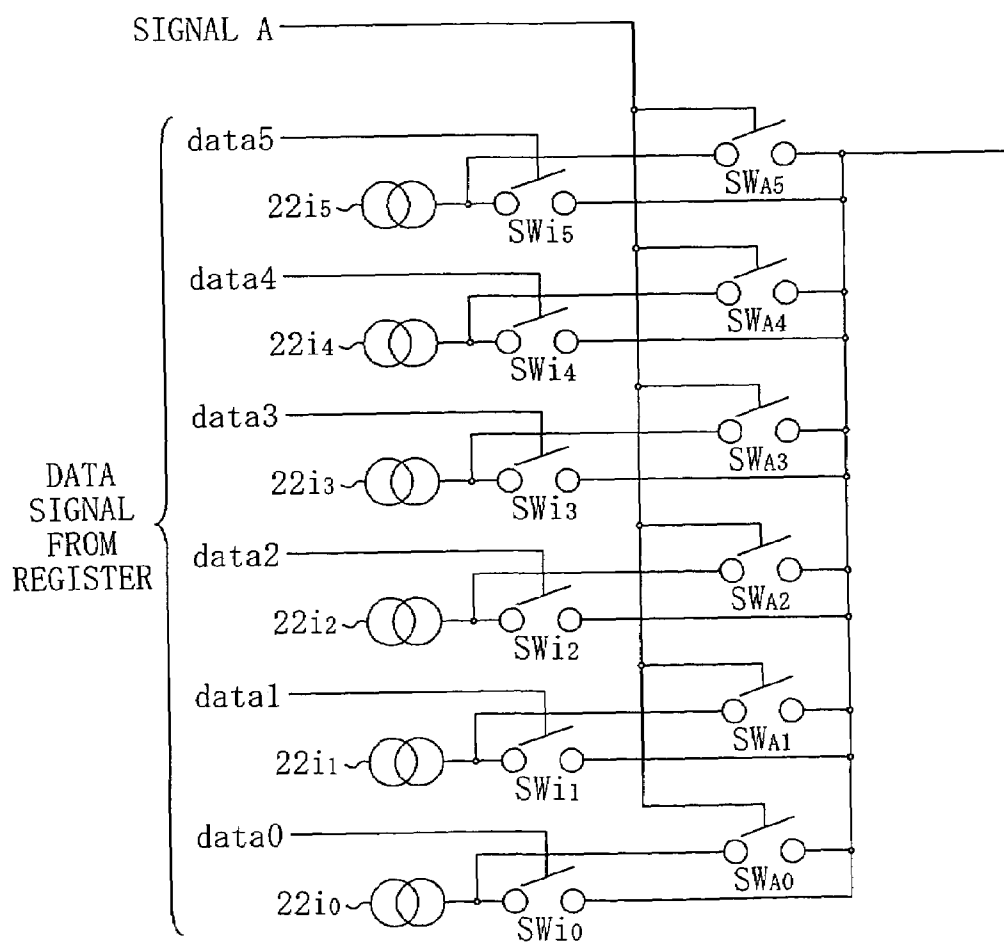 SIGNAL A
data5
SWA5
22i5
SWi5
data4
SWA4
22i4
SWi4
data3
SWA3
22i3
SWi3
DATA
SIGNAL
FROM
REGISTER
data2
SWA2
22i2
SWi2
data1
SWA1
22i1
SWi1
data0
SWA0
22i0
SWi0